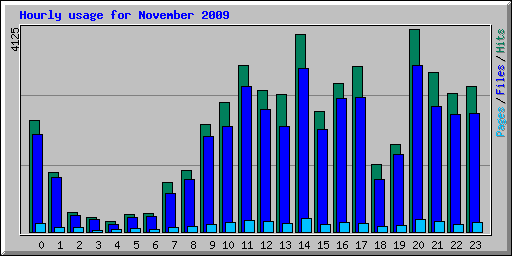 Hourly usage for November 2009
4125
Pages/Files/Hits
0 1 2 3 4 5 6 7 8 9 10 11 12 13 14 15 16 17 18 19 20 21 22 23